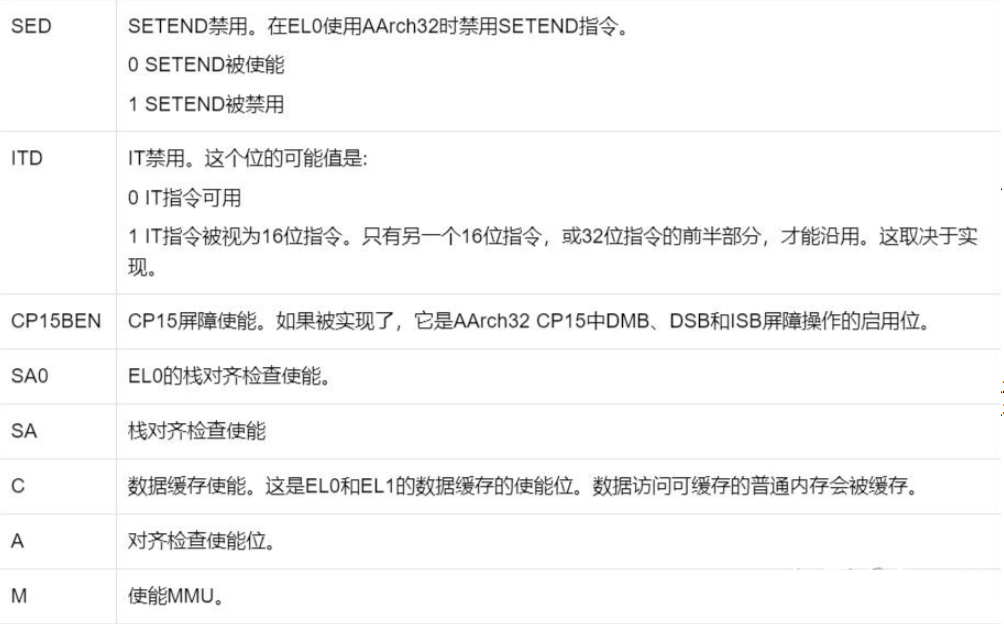 SED
SETEND禁用。在EL0使用AArch32时禁用SETEND指令。
0 SETEND被使能
1 SETEND被禁用
ITD
IT禁用。这个位的可能值是:
0 IT指令可用
1 IT指令被视为16位指令。只有另一个16位指令，或32位指令的前半部分，才能沿用。这取决于实
现。
CP15BEN
CP15屏障使能。如果被实现了，它是AArch32 CP15中DMB、DSB和ISB屏障操作的启用位。
SA0
EL0的栈对齐检查使能。
SA
栈对齐检查使能
C
数据缓存使能。这是EL0和EL1的数据缓存的使能位。数据访问可缓存的普通内存会被缓存。
A
对齐检查使能位。
M
使能MMU。